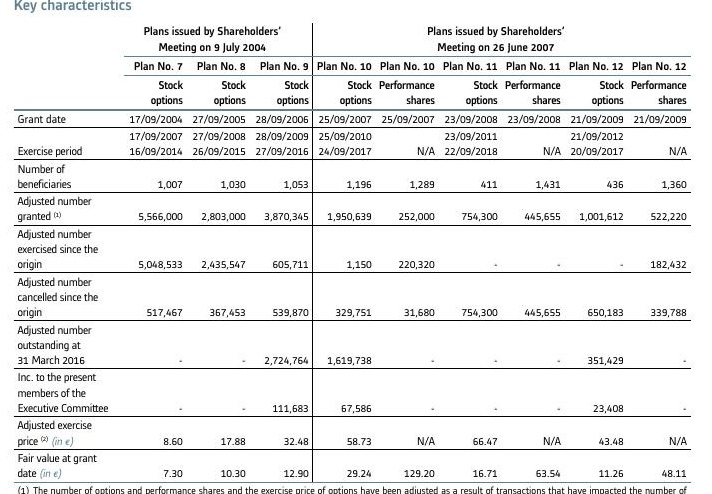 Key characteristics
Plans issued by Shareholders' Plans issued by Shareholders'
Meeting on 9 July 2004 Meeting on 26 June 2007
Plan No. 7 Plan No. 8 Plan No. 9 Plan No. 10 Plan No. 10 Plan No. 11 Plan No. 11 Plan No. 12 Plan No. 12
Stock Stock Stock Stock Performance Stock Performance Stock Performance
options options options options shares options shares options shares
Grant date 17/09/2004 27/09/2005 28/09/2006 25/09/2007 25/09/2007 23/09/2008 23/09/2008 21/09/2009 21/09/2009
17/09/2007 27/09/2008 28/09/2009 25/09/2010 23/09/2011 21/09/2012
Exercise period 16/09/2014 26/09/2015 27/09/2016 24/09/2017 N/A 22/09/2018 N/A 20/09/2017 N/A
Number of
beneficiaries 1,007 1,030 1,053 1,196 1,289 411 1,431 436 1,360
Adjusted number
granted (1) 5,566,000 2,803,000 3,870,345 1,950,639 252,000 754,300 445,655 1,001,612 522,220
Adjusted number
exercised since the
origin 5,048,533 2,435,547 605,711 1,150 220,320 - - - 182,432
Adjusted number
cancelled since the
origin 517,467 367,453 539,870 329,751 31,680 754,300 445,655 650,183 339,788
Adjusted number
outstanding at
31 March 2016 - - 2,724,764 1,619,738 - - - 351,429 -
Inc. to the present
members of the
Executive Committee - - 111,683 67,586 - - - 23,408 -
Adjusted exercise
price (2) (in €) 8.60 17.88 32.48 58.73 N/A 66.47 N/A 43.48 N/A
Fair value at grant
date (in €) 7.30 10.30 12.90 29.24 129.20 16.71 63.54 11.26 48.11
(1) The number of options and performance shares and the exercise price of options have been adjusted as a result of transactions that have impacted the number of